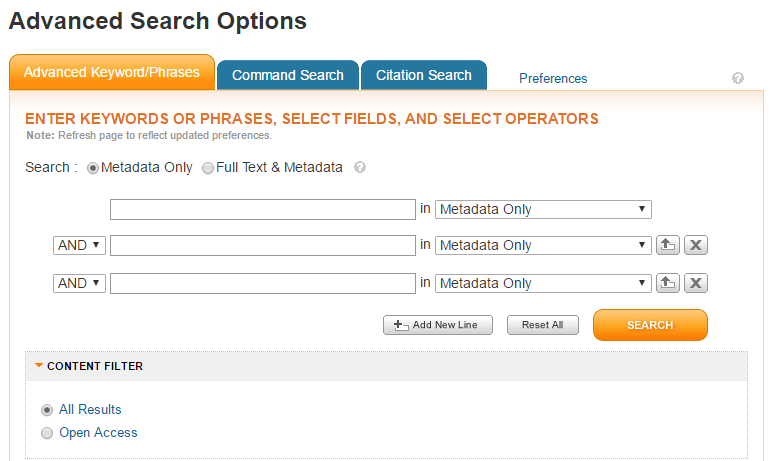 Advanced Search Options
Advanced Keyword/Phrases Command Search Citation Search Preferences ?
ENTER KEYWORDS OR PHRASES, SELECT FIELDS, AND SELECT OPERATORS
Note: Refresh page to reflect updated preferences.
Search : Metadata Only Full Text & Metadata ?
in Metadata Only
AND in Metadata Only
AND in Metadata Only
Add New Line Reset All SEARCH
CONTENT FILTER
All Results
Open Access